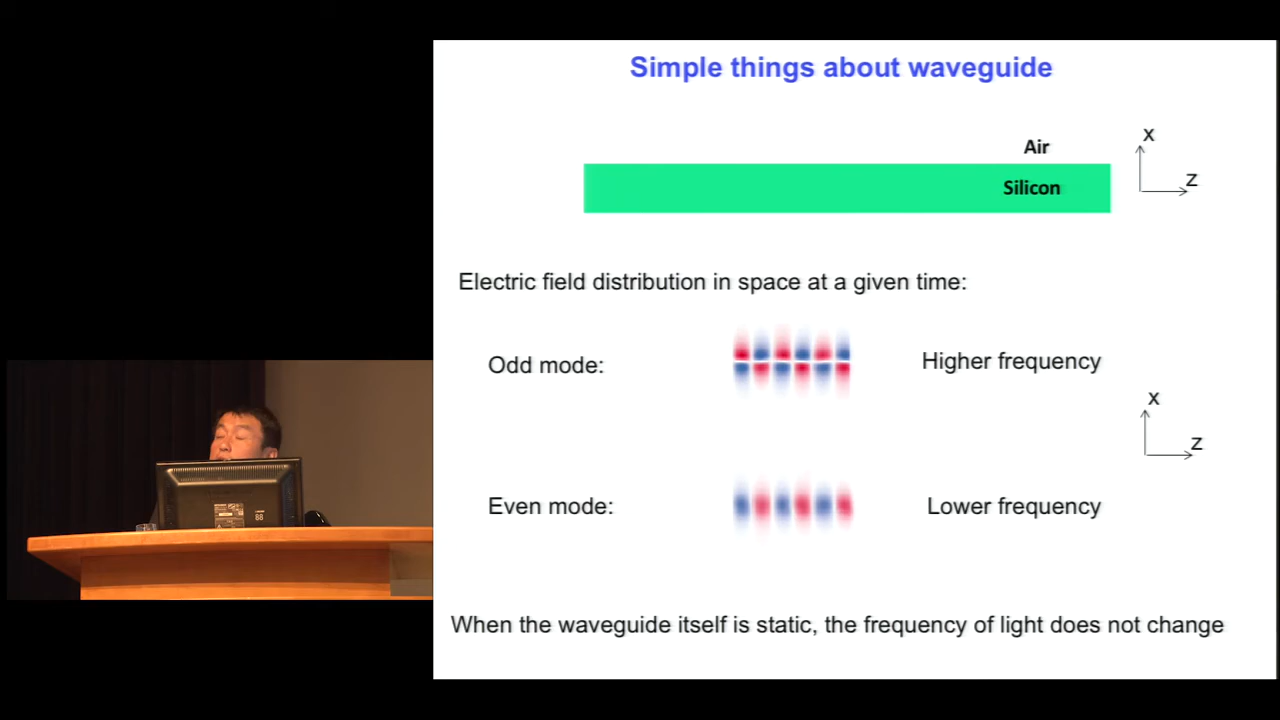 Simple things about waveguide
Air
Silicon
x
z
Electric field distribution in space at a given time:
Odd mode:
Higher frequency
x
z
Even mode:
Lower frequency
When the waveguide itself is static, the frequency of light does not change